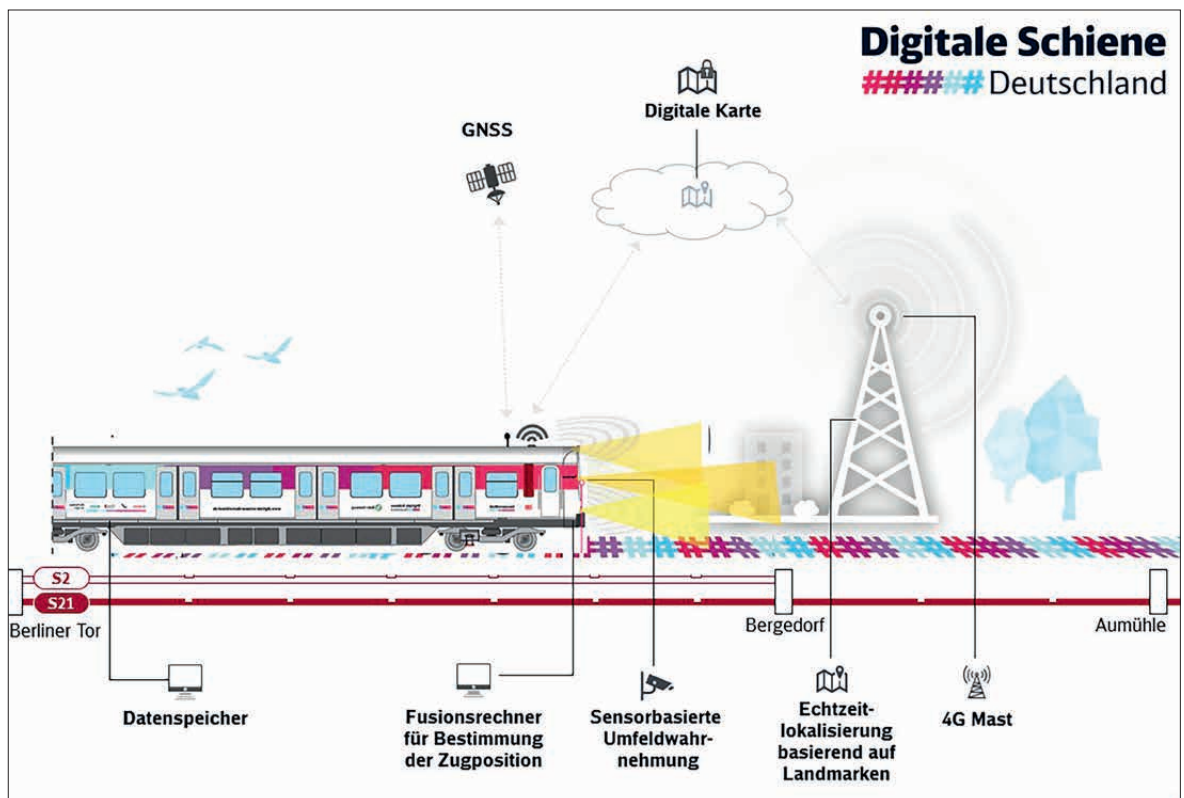 Digitale Schiene
Deutschland
Digitale Karte
GNSS
S2
S21
Berliner Tor
Bergedorf
Aumühle
Datenspeicher
Fusionsrechner
für Bestimmung
der Zugposition
Sensorbasierte
Umfeldwahr-
nehmung
Echtzeit-
lokalisierung
basierend auf
Landmarken
4G Mast